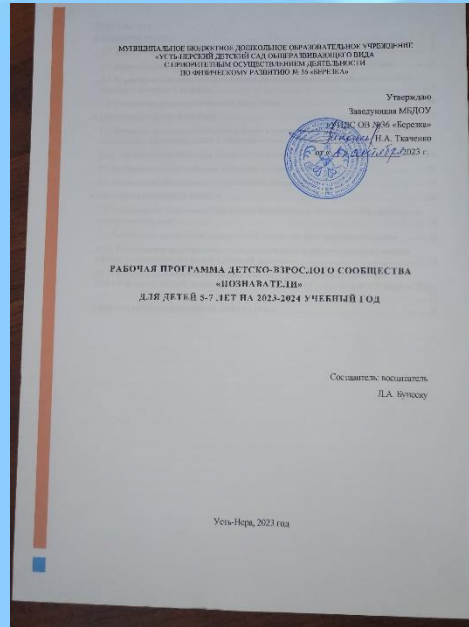 МУНИЦИПАЛЬНОЕ БЮДЖЕТНОЕ ДОШКОЛЬНОЕ ОБРАЗОВАТЕЛЬНОЕ УЧРЕЖДЕНИЕ
«УСТЬ-НЕРСКИЙ ДЕТСКИЙ САД ОБЩЕРАЗВИВАЮЩЕГО ВИДА
С ПРИОРИТЕТНЫМ ОСУЩЕСТВЛЕНИЕМ ДЕЯТЕЛЬНОСТИ
ПО ФИЗИЧЕСКОМУ РАЗВИТИЮ № 36 «БЕРЕЗКА»
Утверждаю
Заведующая МБДОУ
ОВ №36 «Березка»
Н.А. Ткаченко
2023 г.
РАБОЧАЯ ПРОГРАММА ДЕТСКО-ВЗРОСЛОГО СООБЩЕСТВА
«ПОЗНАВАТЕЛИ»
ДЛЯ ДЕТЕЙ 5-7 ЛЕТ НА 2023-2024 УЧЕБНЫЙ ГОД
Составитель: воспитатель
Л.А. Бунеску
Усть-Нера, 2023 год